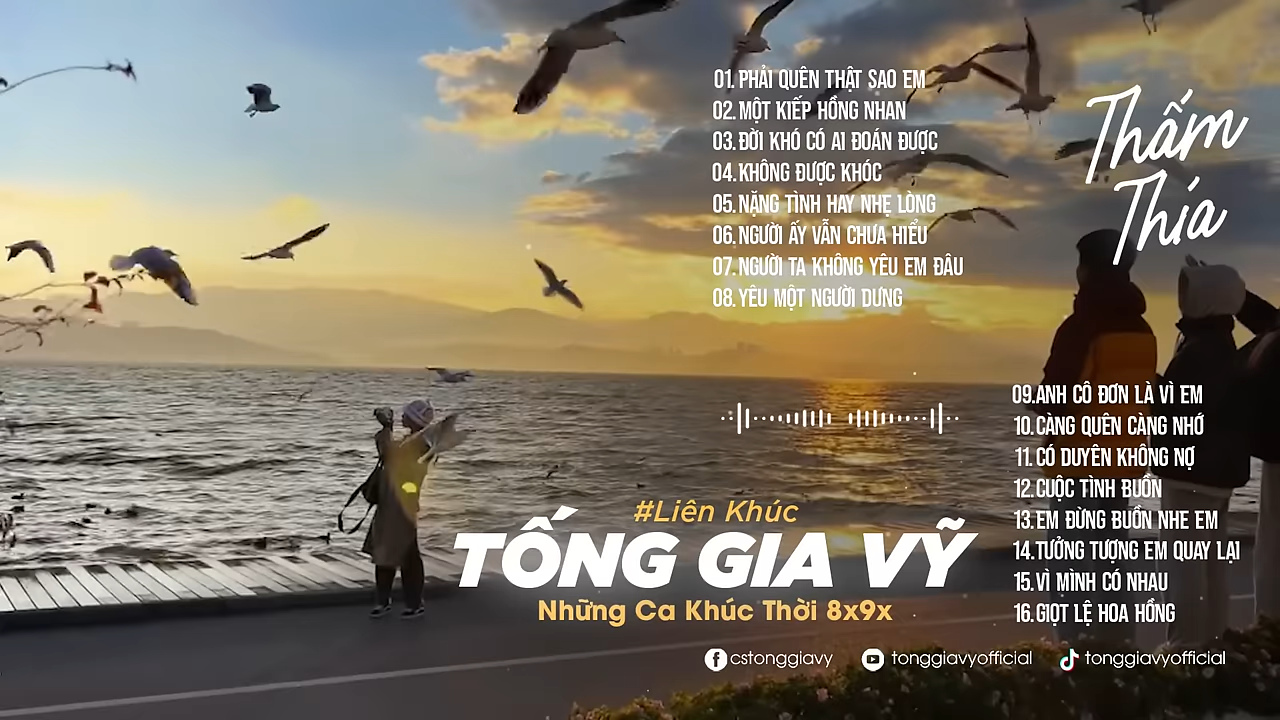 01. PHẢI QUÊN THẬT SAO EM
02. MỘT KIẾP HỒNG NHAN
03. ĐỜI KHÓ CÓ AI ĐOÁN ĐƯỢC
04. KHÔNG ĐƯỢC KHÓC
05. NẶNG TÌNH HAY NHẸ LÒNG
06. NGƯỜI ẤY VẪN CHƯA HIỂU
07. NGƯỜI TA KHÔNG YÊU EM ĐÂU
08. YÊU MỘT NGƯỜI DƯNG
Thấm
Thía
09. ANH CÔ ĐƠN LÀ VÌ EM
10. CÀNG QUÊN CÀNG NHỚ
11. CÓ DUYÊN KHÔNG NỢ
12. CUỘC TÌNH BUỒN
13. EM ĐỪNG BUỒN NHE EM
14. TƯỞNG TƯỢNG EM QUAY LẠI
15. VÌ MÌNH CÓ NHAU
16. GIỌT LỆ HOA HỒNG
#Liên Khúc
TỐNG GIA VỸ
Những Ca Khúc Thời 8x9x
cstonggiavy
tonggiavyofficial
tonggiavyofficial